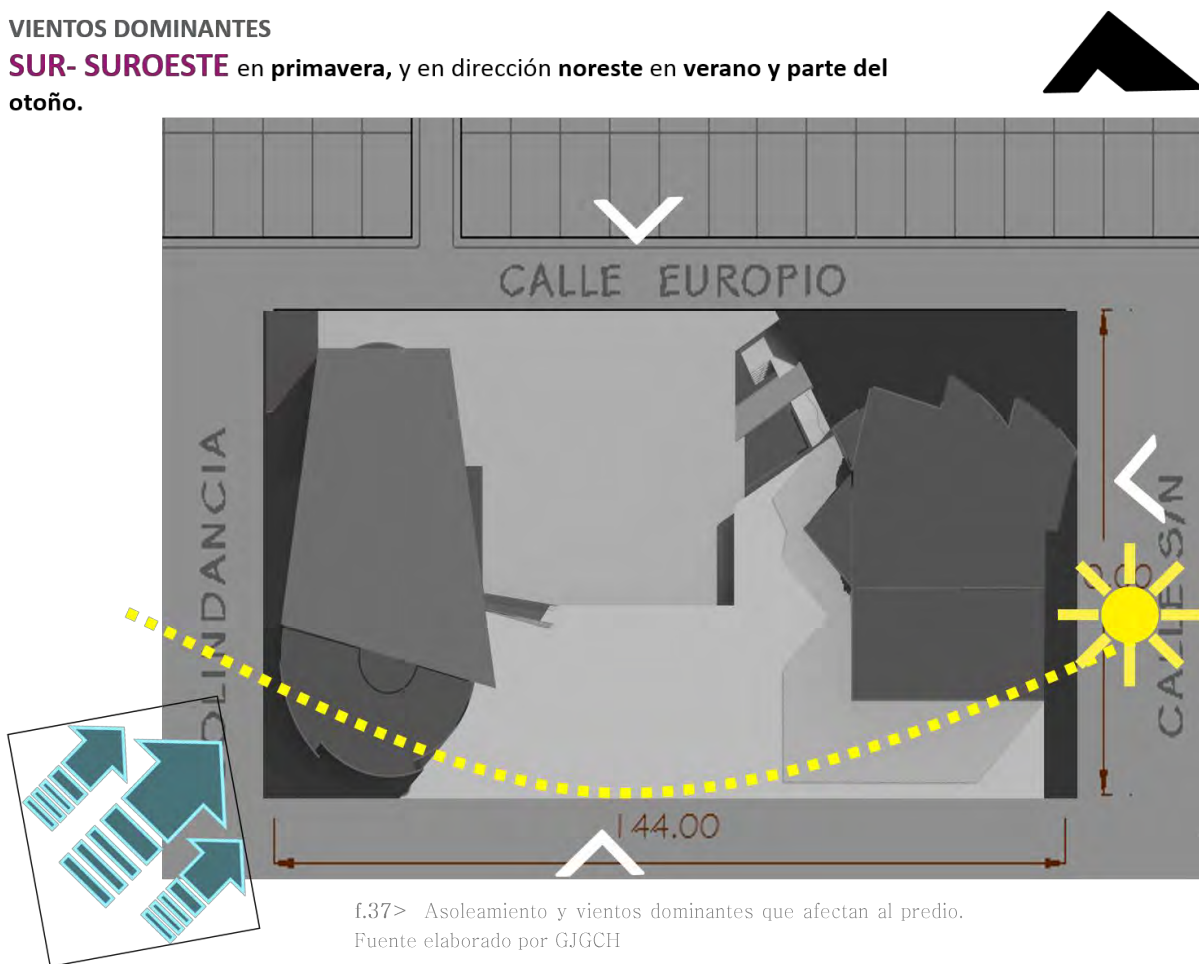 VIENTOS DOMINANTES
SUR- SUROESTE en primavera, y en dirección noreste en verano y parte del
otoño.
CALLE EUROPIO
OLINDANCIA
CALLE S/N
144.00
f.37> Asoleamiento y vientos dominantes que afectan al predio.
Fuente elaborado por GJGCH